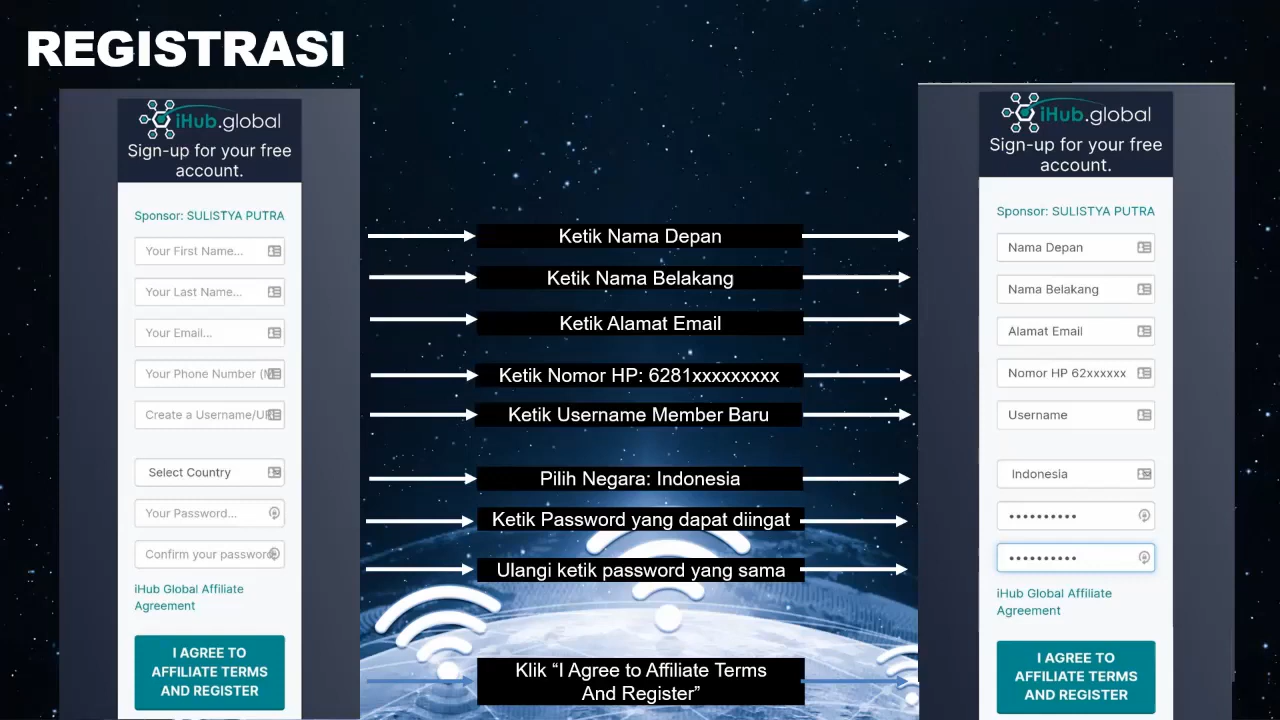 REGISTRASI
iHub.global
Sign-up for your free
account.
Sponsor: SULISTYA PUTRA
Your First Name...
Your Last Name...
Your Email...
Your Phone Number (
Create a Username/U
Select Country
Your Password...
Confirm your password
iHub Global Affiliate
Agreement
I AGREE TO
AFFILIATE TERMS
AND REGISTER
Ketik Nama Depan
Ketik Nama Belakang
Ketik Alamat Email
Ketik Nomor HP: 6281xxxxxxxxx
Ketik Username Member Baru
Pilih Negara: Indonesia
Ketik Password yang dapat diingat
Ulangi ketik password yang sama
Klik “I Agree to Affiliate Terms
And Register”
iHub.global
Sign-up for your free
account.
Sponsor: SULISTYA PUTRA
Nama Depan
Nama Belakang
Alamat Email
Nomor HP 62xxxxxx
Username
Indonesia
••••••••••
••••••••••
iHub Global Affiliate
Agreement
I AGREE TO
AFFILIATE TERMS
AND REGISTER